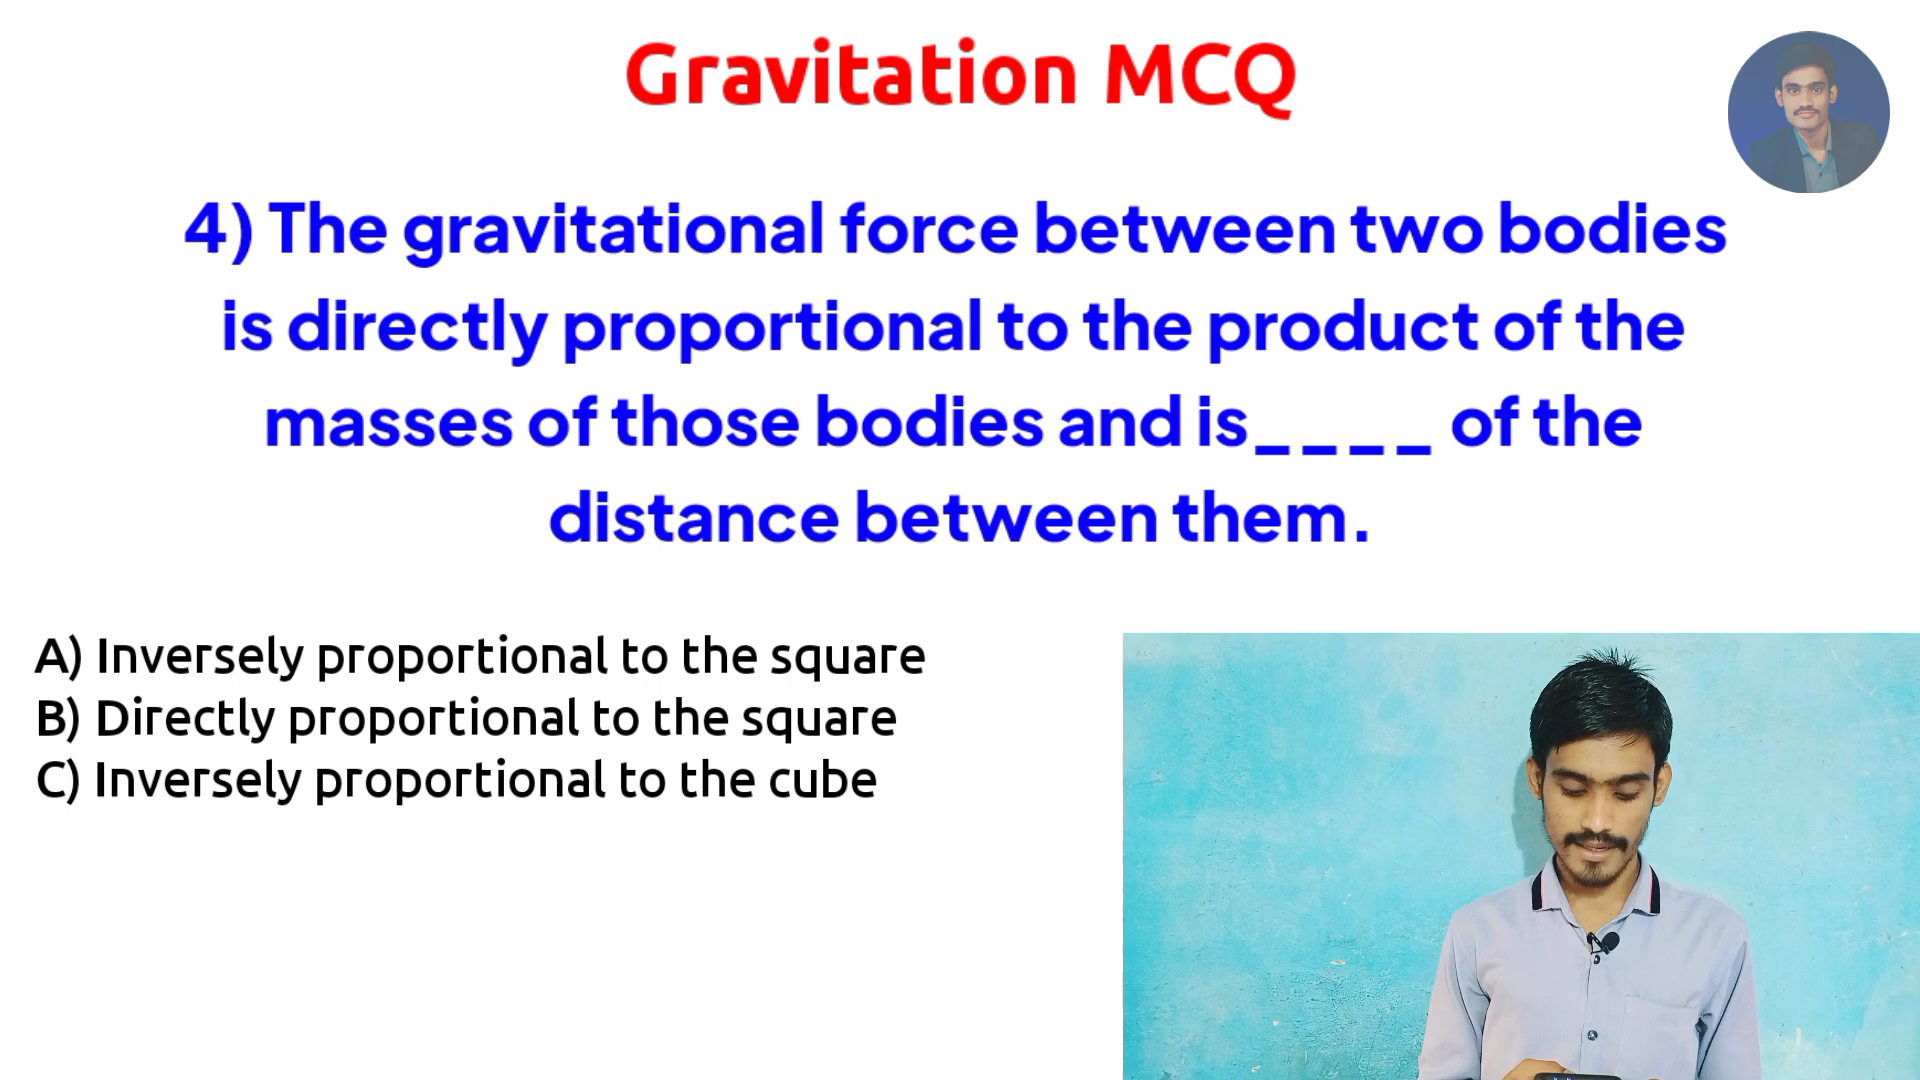 Gravitation MCQ
4) The gravitational force between two bodies
is directly proportional to the product of the
masses of those bodies and is____ of the
distance between them.
A) Inversely proportional to the square
B) Directly proportional to the square
C) Inversely proportional to the cube